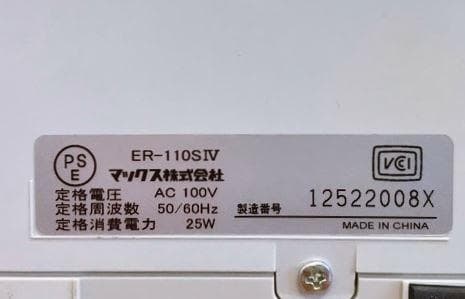 PS
E
ER-110SⅣ
マックス株式会社
VCI
定格電圧 AC 100V
定格周波数 50/60Hz
定格消費電力 25W
製造番号 12522008X
MADE IN CHINA